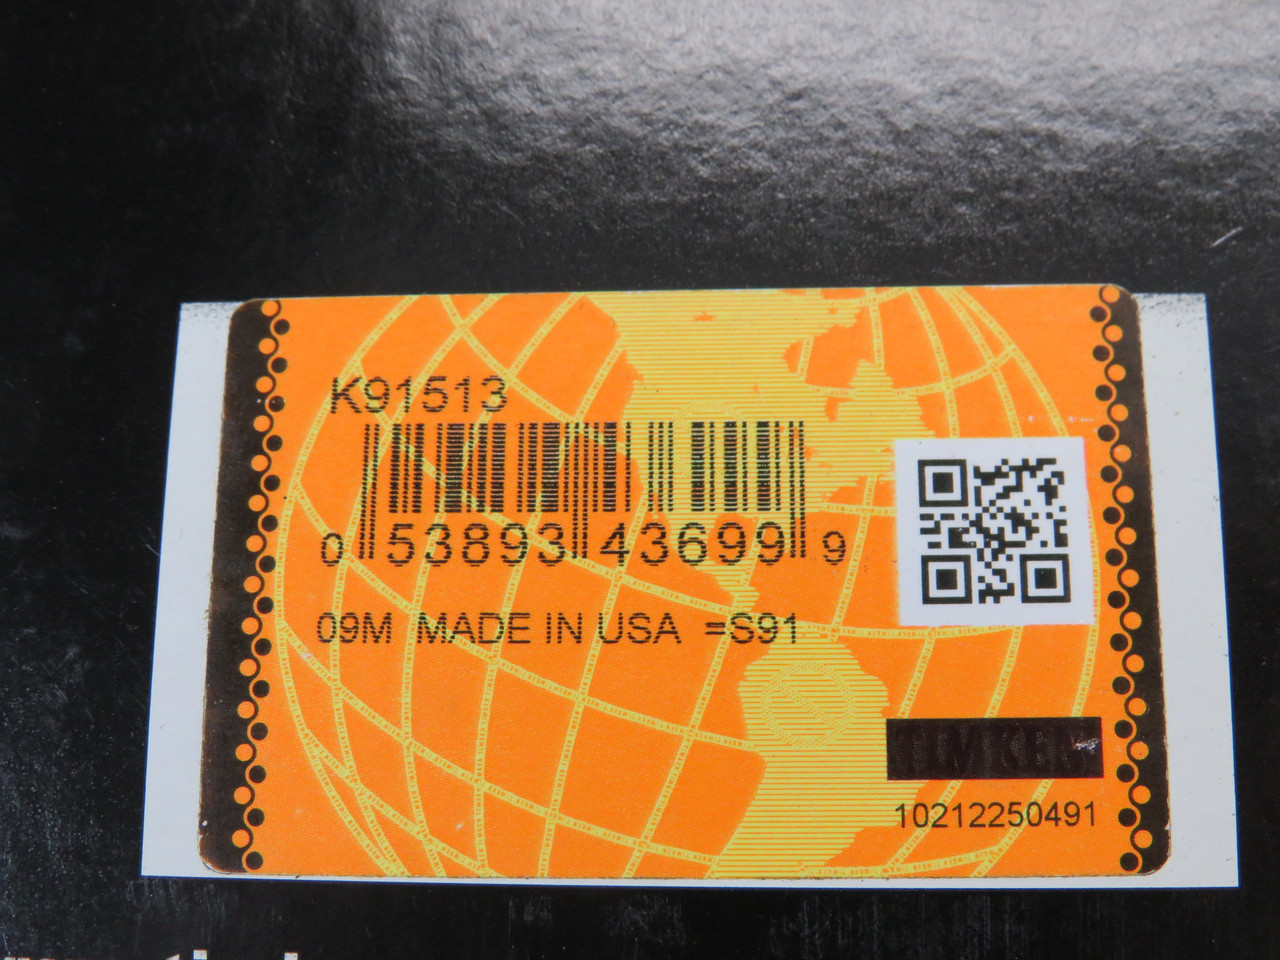 K91513
0 53893 43699 9
09M MADE IN USA =S91
TIMKEN
10212250491